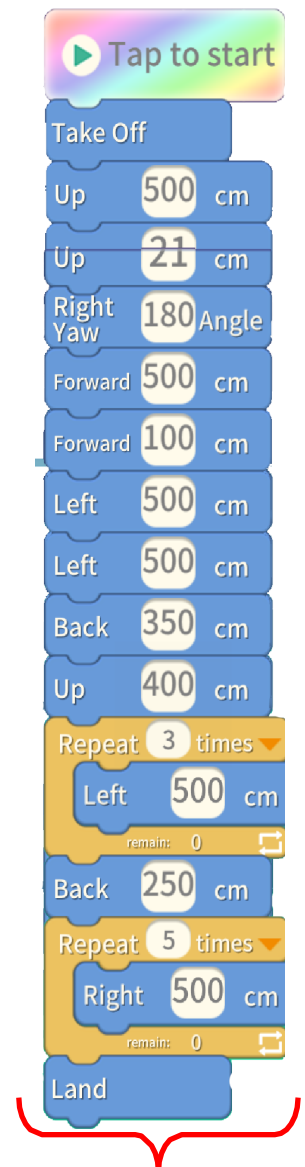 Tap to start
Take Off
Up 500 cm
Up 21 cm
Right Yaw 180 Angle
Forward 500 cm
Forward 100 cm
Left 500 cm
Left 500 cm
Back 350 cm
Up 400 cm
Repeat 3 times
Left 500 cm
remain: 0
Back 250 cm
Repeat 5 times
Right 500 cm
remain: 0
Land